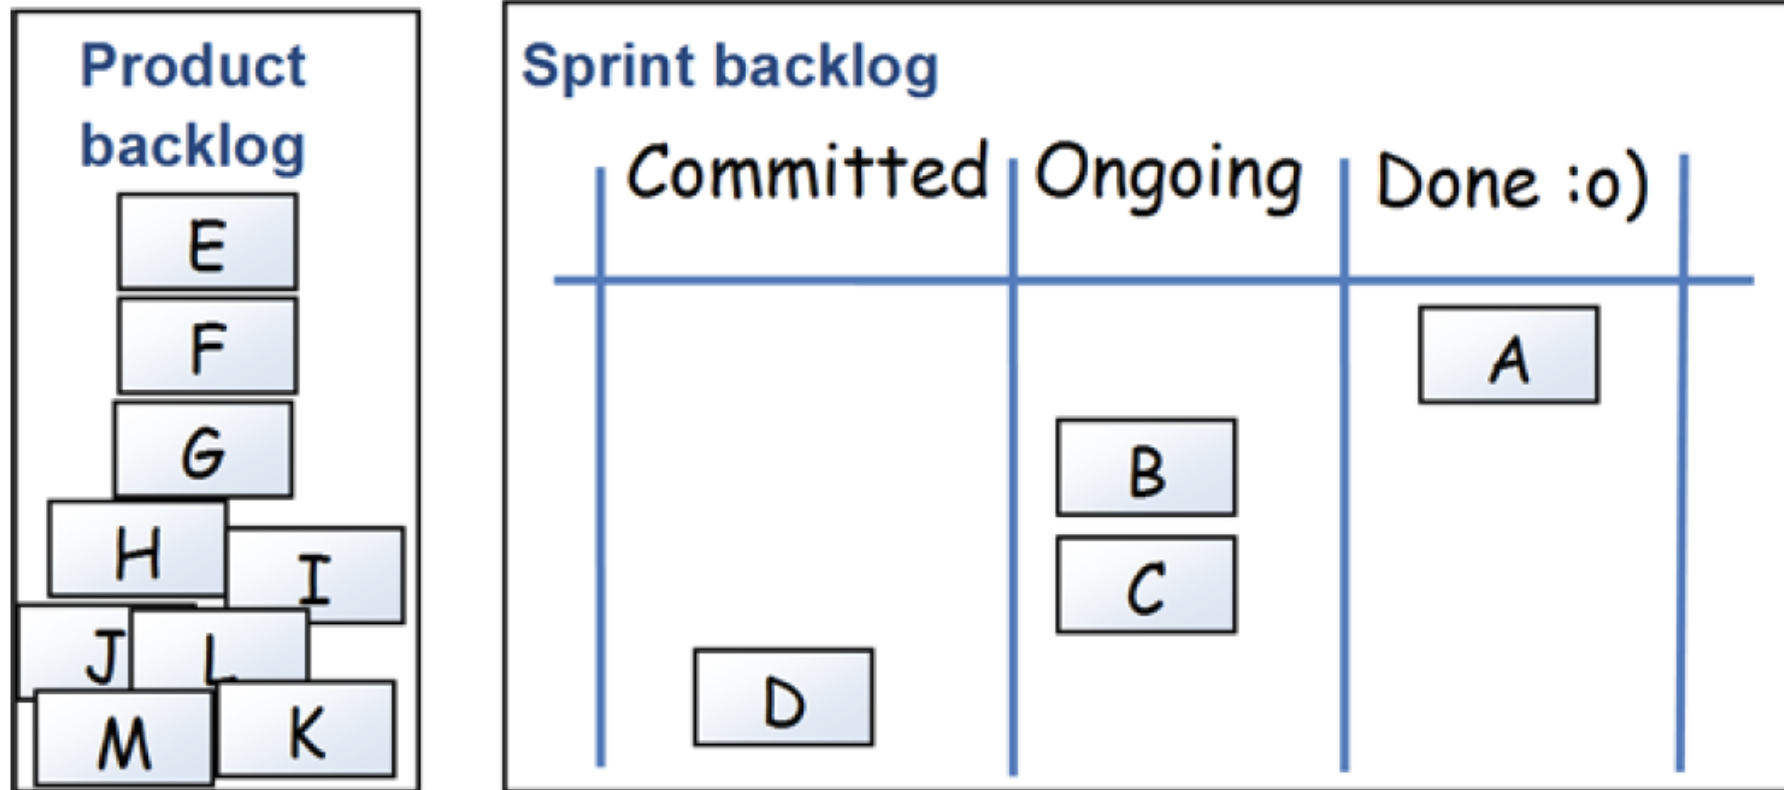 Product
backlog
E
F
G
H
I
J
L
M
K
Sprint backlog
Committed
Ongoing
Done :o)
A
B
C
D